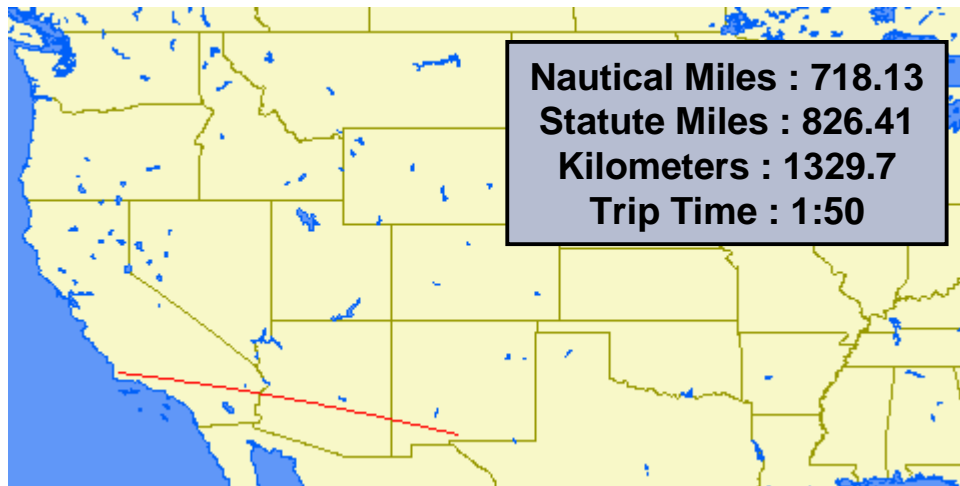 Nautical Miles : 718.13
Statute Miles : 826.41
Kilometers : 1329.7
Trip Time : 1:50